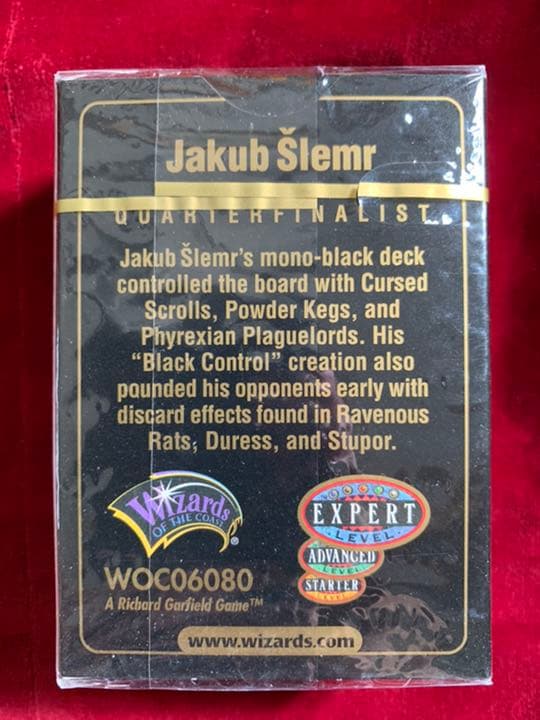 Jakub Šlemr
QUARTERFINALIST
Jakub Šlemr's mono-black deck
controlled the board with Cursed
Scrolls, Powder Kegs, and
Phyrexian Plaguelords. His
“Black Control” creation also
pounded his opponents early with
discard effects found in Ravenous
Rats, Duress, and Stupor.
Wizards
OF THE COAST
®
EXPERT
LEVEL
ADVANCED
LEVEL
STARTER
LEVEL
WOC06080
A Richard Garfield Game™
www.wizards.com